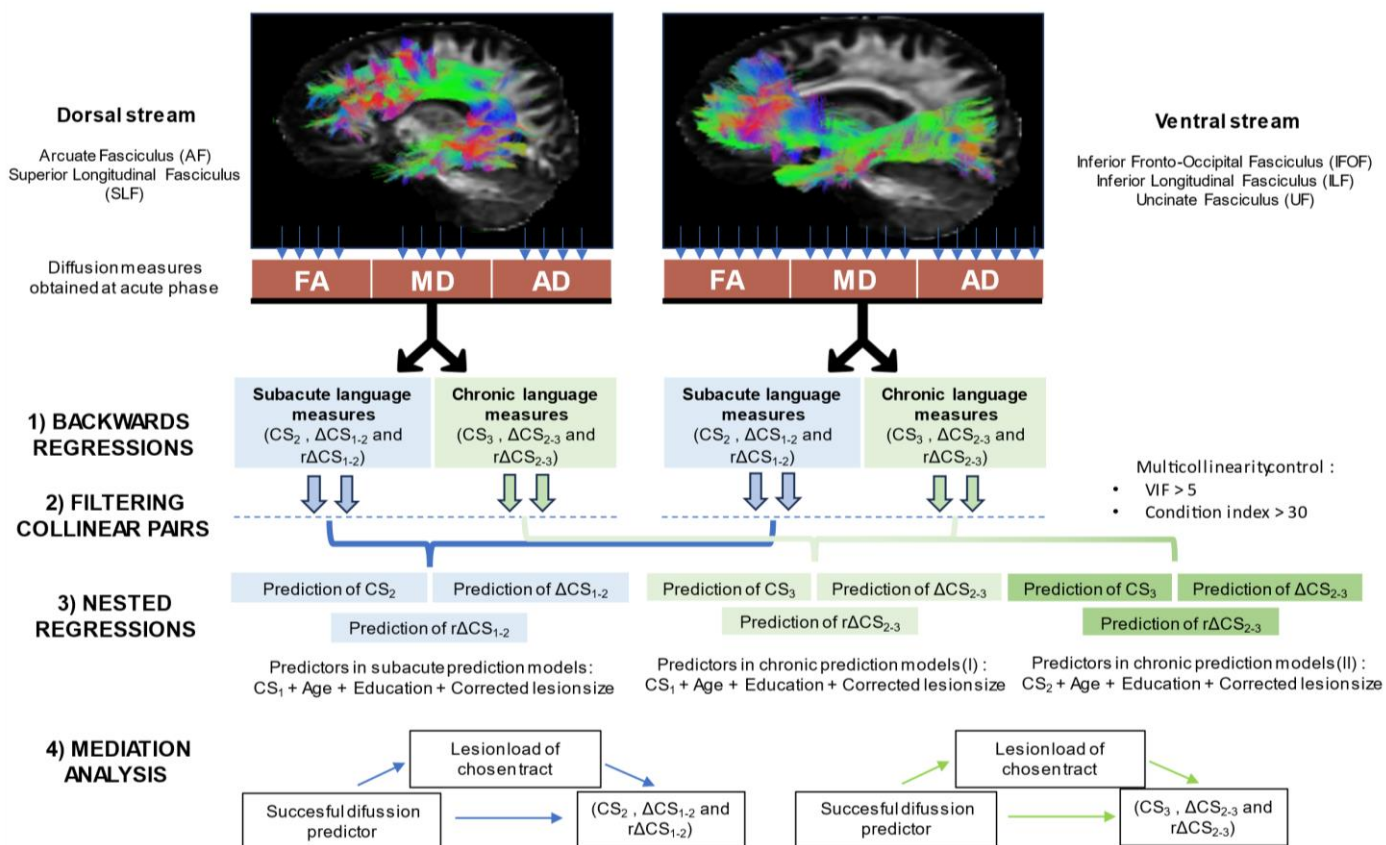 Dorsal stream
Arcuate Fasciculus (AF)
Superior Longitudinal Fasciculus
(SLF)
Ventral stream
Inferior Fronto-Occipital Fasciculus (IFOF)
Inferior Longitudinal Fasciculus (ILF)
Uncinate Fasciculus (UF)
Diffusion measures
obtained at acute phase
FA MD AD
FA MD AD
1) BACKWARDS
REGRESSIONS
Subacute language
measures
(CS₂ , ΔCS₁₋₂ and
rΔCS₁₋₂)
Chronic language
measures
(CS₃ , ΔCS₂₋₃ and
rΔCS₂₋₃)
Subacute language
measures
(CS₂ , ΔCS₁₋₂ and
rΔCS₁₋₂)
Chronic language
measures
(CS₃ , ΔCS₂₋₃ and
rΔCS₂₋₃)
2) FILTERING
COLLINEAR PAIRS
Multicollinearity control :
• VIF > 5
• Condition index > 30
3) NESTED
REGRESSIONS
Prediction of CS₂
Prediction of ΔCS₁₋₂
Prediction of rΔCS₁₋₂
Prediction of CS₃
Prediction of ΔCS₂₋₃
Prediction of rΔCS₂₋₃
Prediction of CS₃
Prediction of ΔCS₂₋₃
Prediction of rΔCS₂₋₃
Predictors in subacute prediction models :
CS₁ + Age + Education + Corrected lesion size
Predictors in chronic prediction models (I) :
CS₁ + Age + Education + Corrected lesion size
Predictors in chronic prediction models (II) :
CS₂ + Age + Education + Corrected lesion size
4) MEDIATION
ANALYSIS
Lesion load of
chosen tract
Succesful difussion
predictor
(CS₂ , ΔCS₁₋₂ and
rΔCS₁₋₂)
Lesion load of
chosen tract
Succesful difussion
predictor
(CS₃ , ΔCS₂₋₃ and
rΔCS₂₋₃)